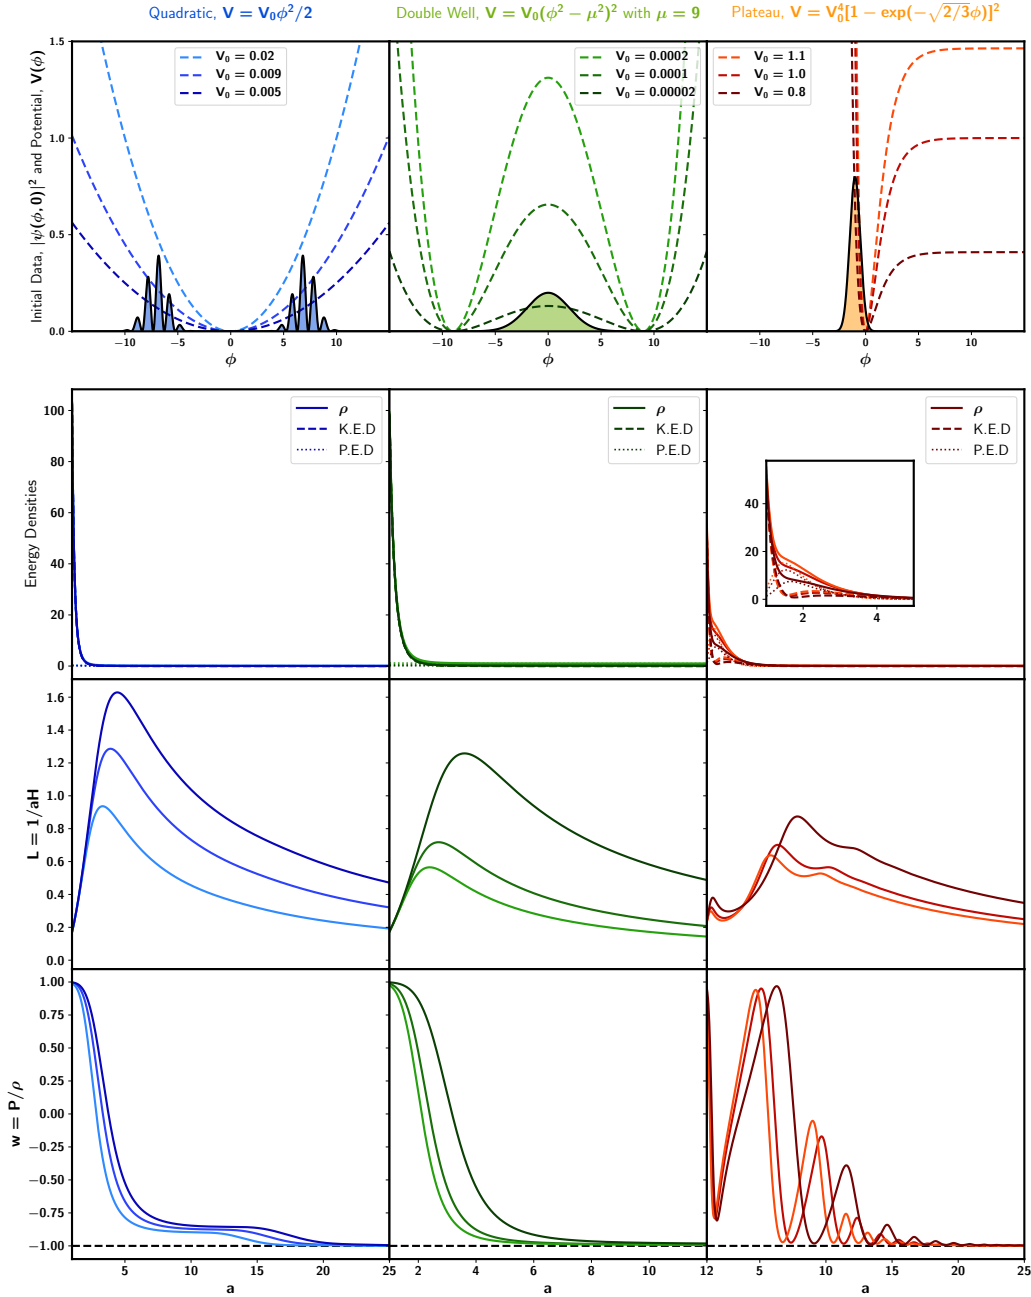 Quadratic, V = V₀ϕ²/2
Double Well, V = V₀(ϕ² − μ²)² with μ = 9
Plateau, V = V₀⁴[1 − exp(−√2/3ϕ)]²
Initial Data, |ψ(ϕ, 0)|² and Potential, V(ϕ)
1.5
1.0
0.5
0.0
V₀ = 0.02
V₀ = 0.009
V₀ = 0.005
V₀ = 0.0002
V₀ = 0.0001
V₀ = 0.00002
V₀ = 1.1
V₀ = 1.0
V₀ = 0.8
−10 −5 0 5 10
−10 −5 0 5 10
−10 −5 0 5 10
ϕ ϕ ϕ
Energy Densities
100
80
60
40
20
0
ρ
K.E.D
P.E.D
ρ
K.E.D
P.E.D
ρ
K.E.D
P.E.D
40
20
0
2 4
L = 1/aH
1.6
1.4
1.2
1.0
0.8
0.6
0.4
0.2
0.0
w = P/ρ
1.00
0.75
0.50
0.25
0.00
−0.25
−0.50
−0.75
−1.00
5 10 15 20 25
2 4 6 8 10 12
5 10 15 20 25
a a a